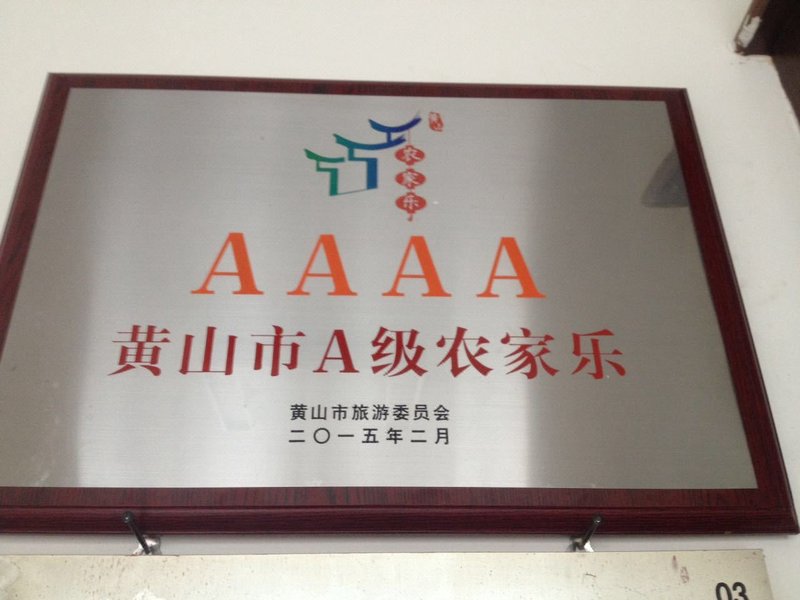 农家乐
AAAA
黄山市A级农家乐
黄山市旅游委员会
二〇一五年二月
03